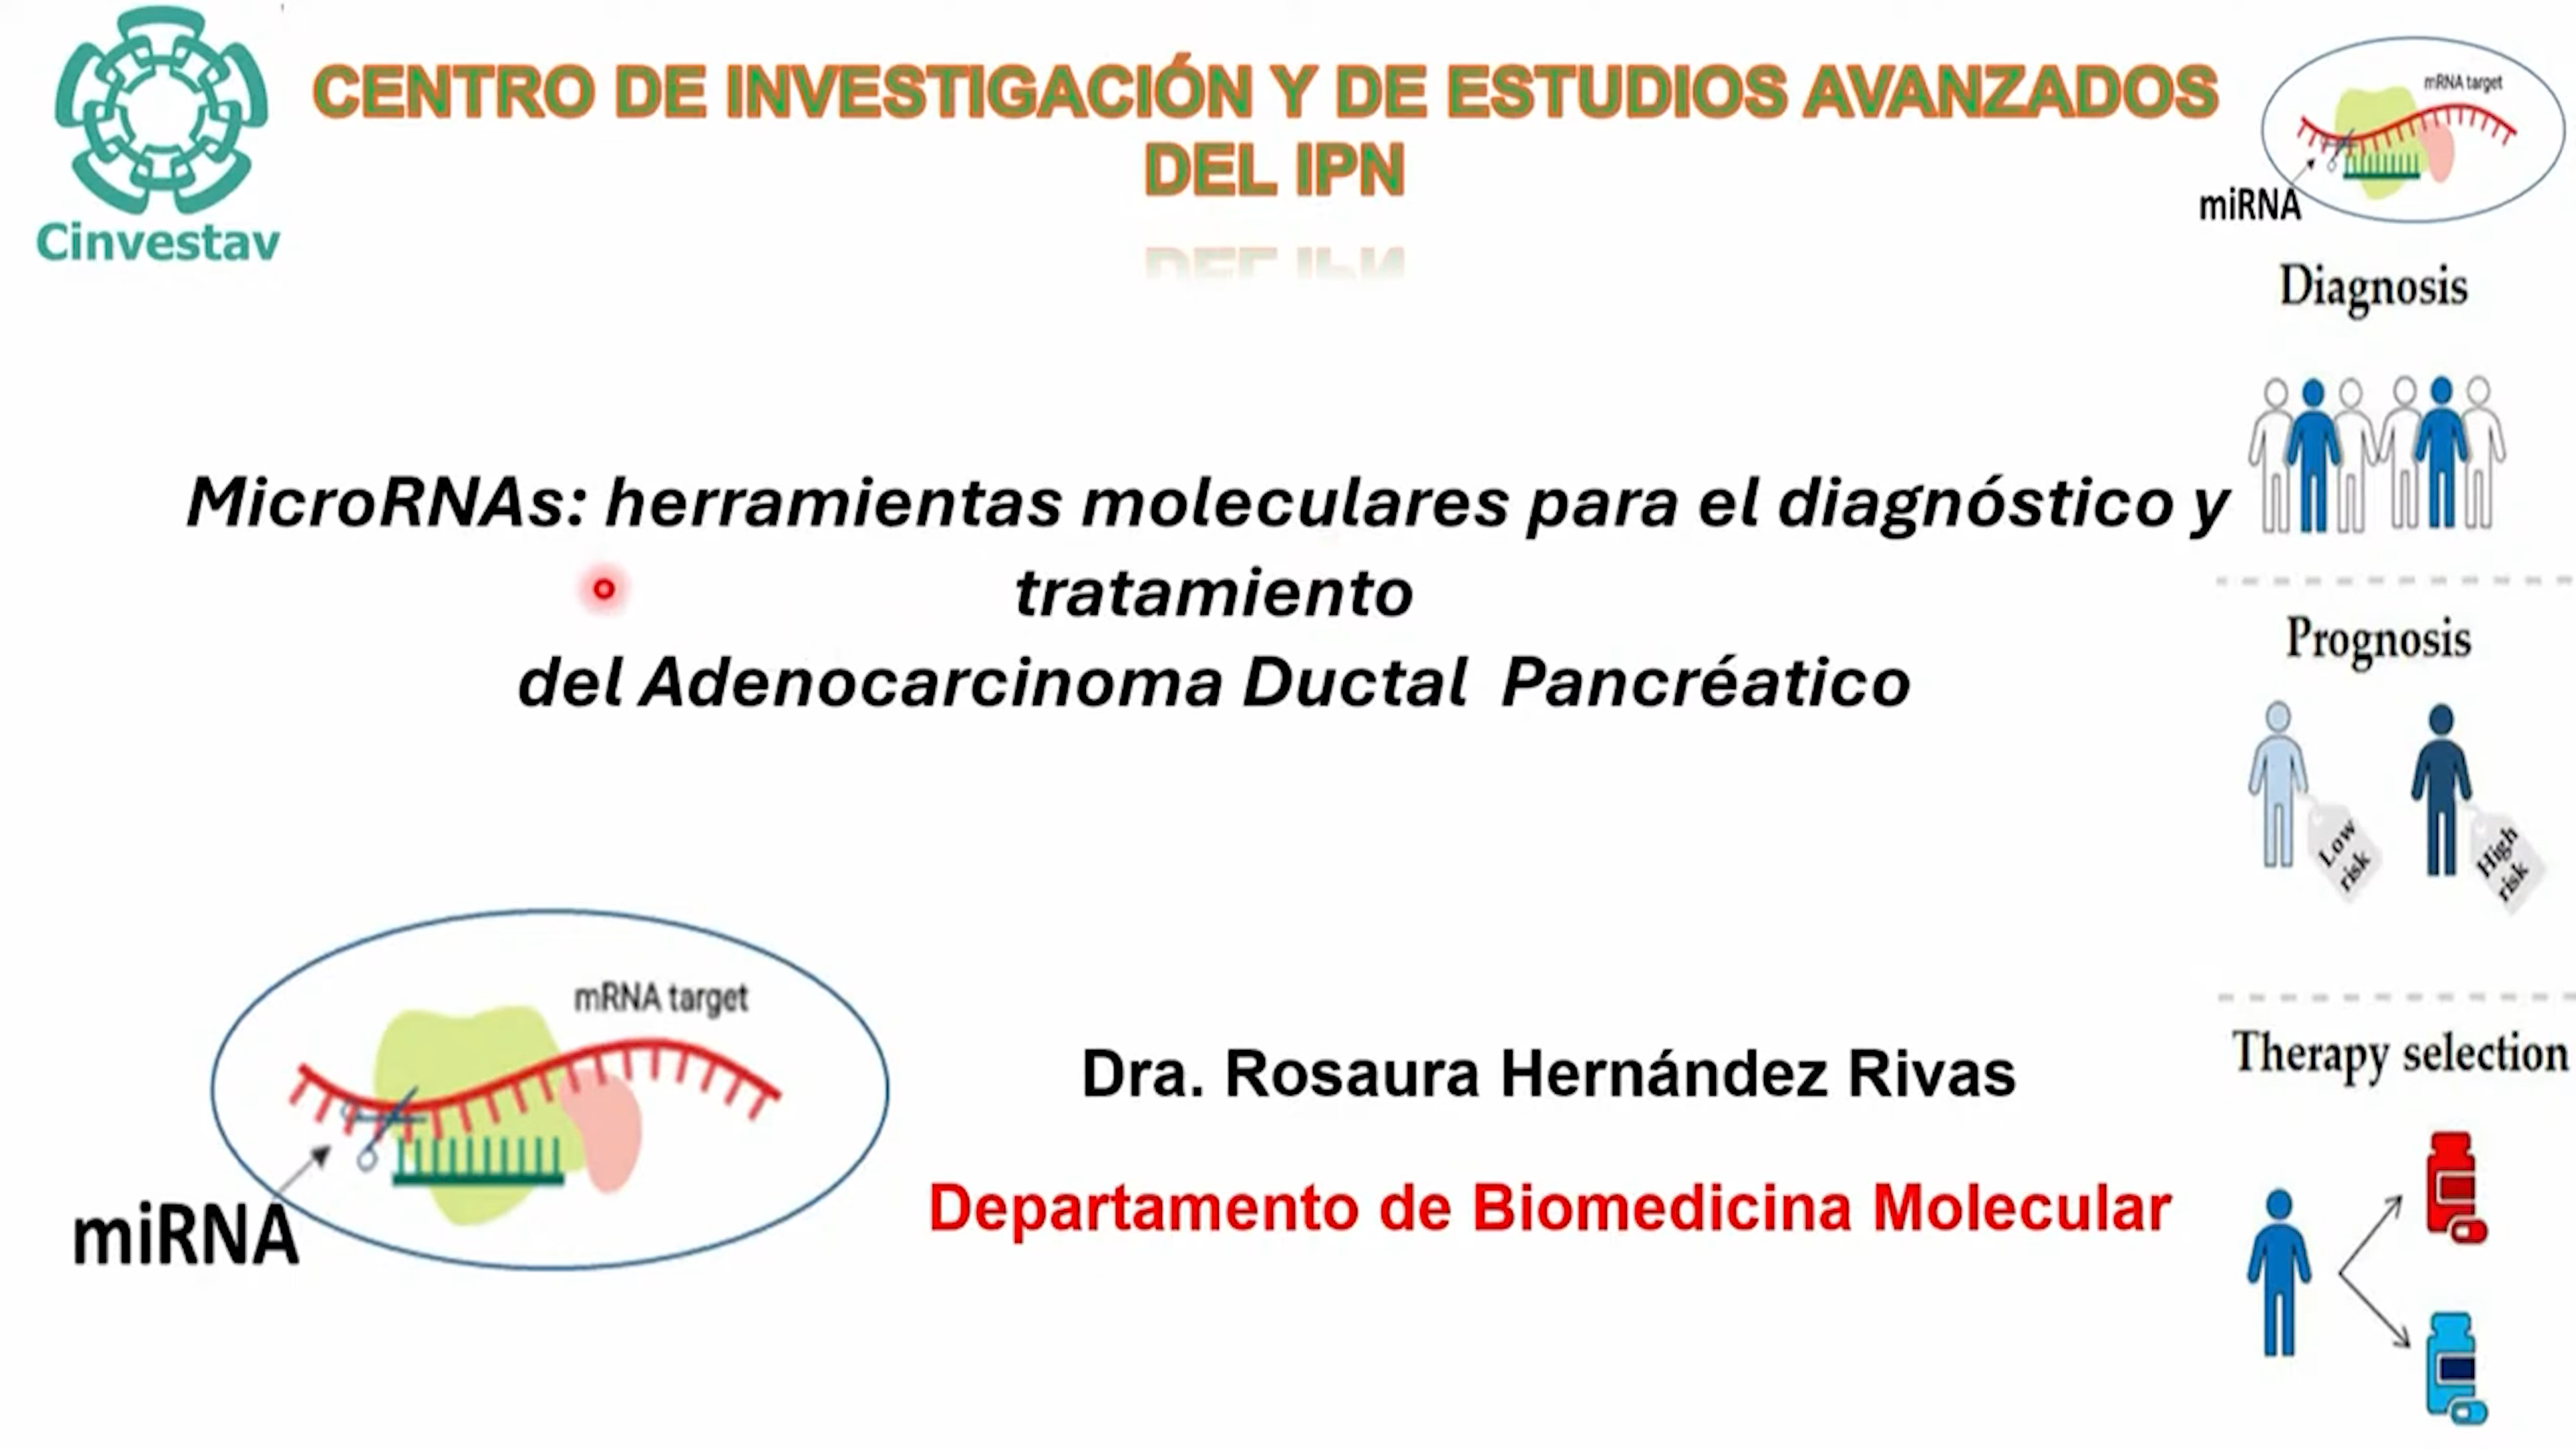 Cinvestav
CENTRO DE INVESTIGACIÓN Y DE ESTUDIOS AVANZADOS
DEL IPN
mRNA target
miRNA
Diagnosis
MicroRNAs: herramientas moleculares para el diagnóstico y
tratamiento
del Adenocarcinoma Ductal Pancréatico
Prognosis
Low
risk
High
risk
mRNA target
miRNA
Dra. Rosaura Hernández Rivas
Departamento de Biomedicina Molecular
Therapy selection